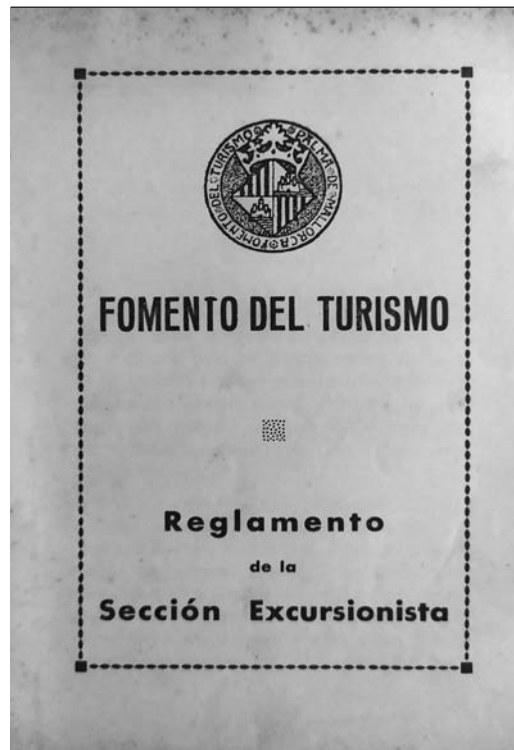 FOMENTO DEL TURISMO ✿ PALMA DE MALLORCA ✿
FOMENTO DEL TURISMO
Reglamento
de la
Sección Excursionista